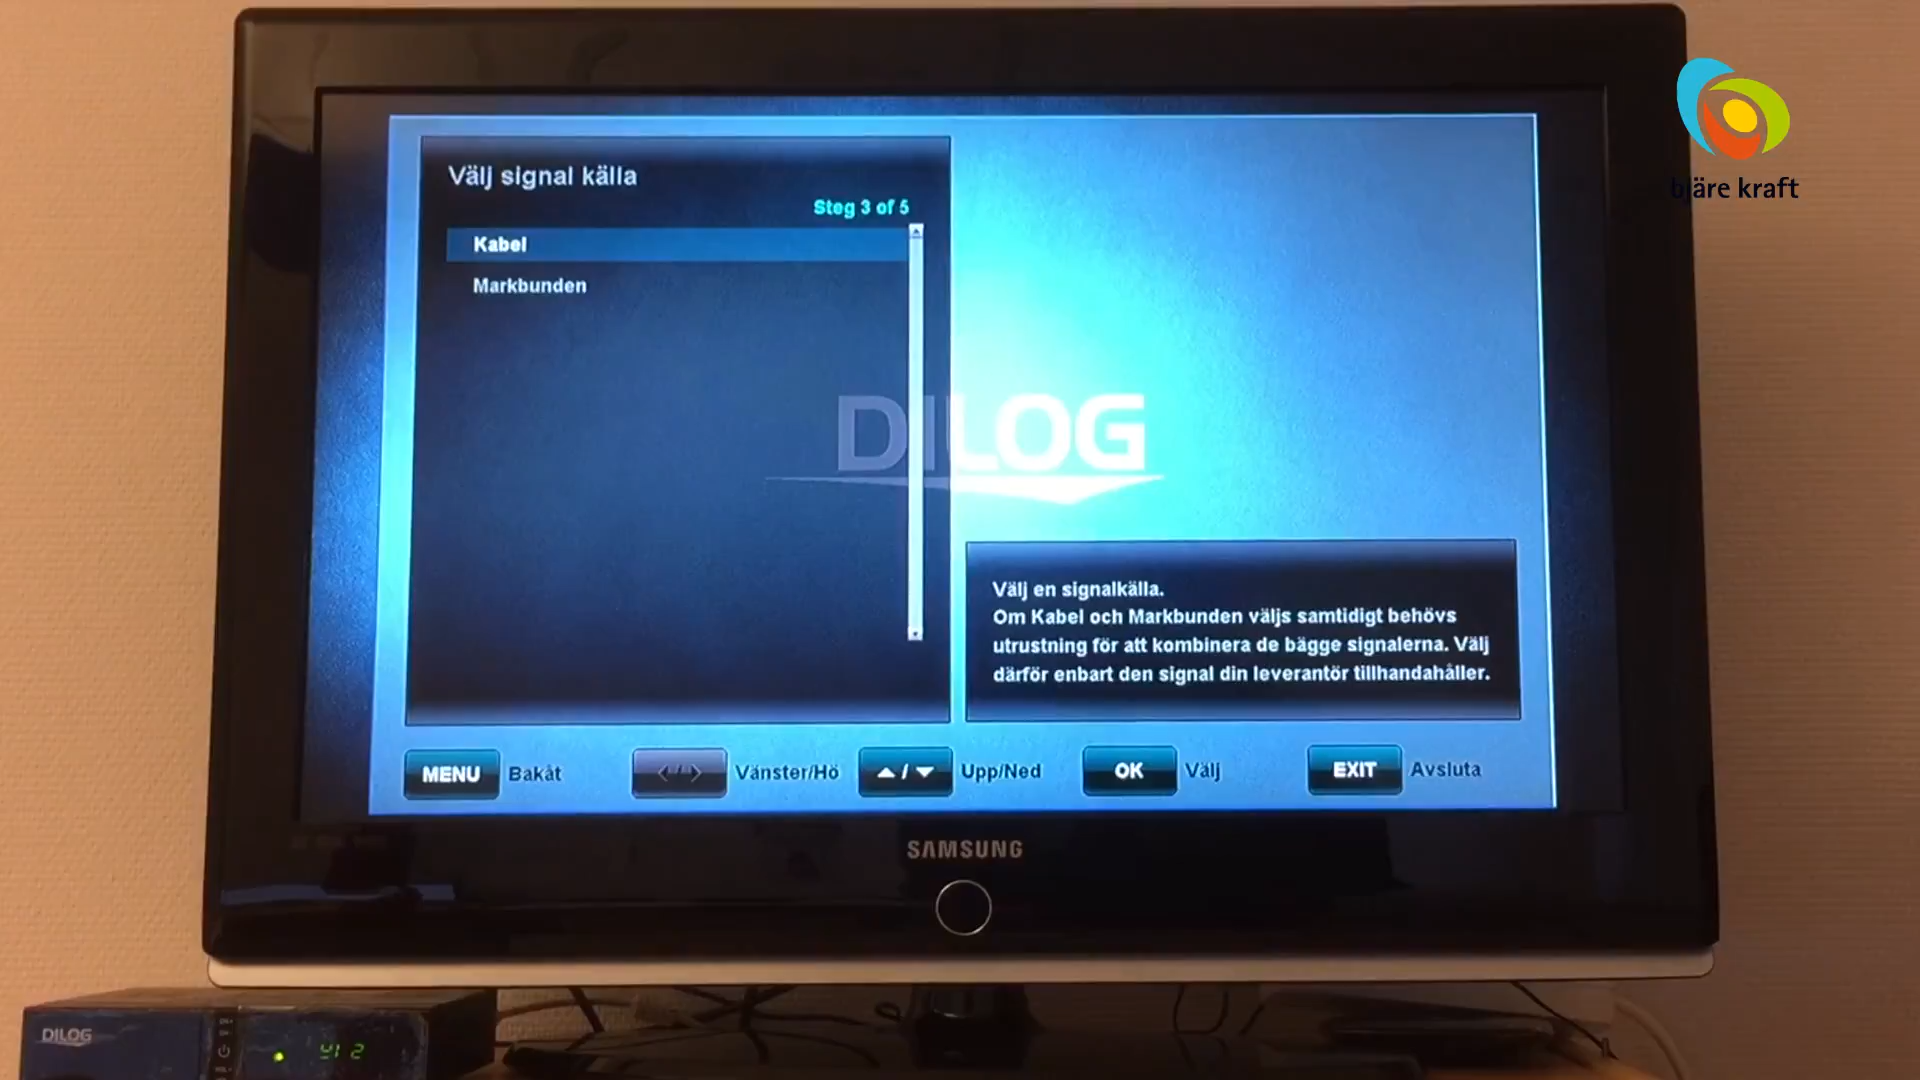 bjäre kraft
Välj signal källa
Steg 3 of 5
Kabel
Markbunden
DILOG
Välj en signalkälla.
Om Kabel och Markbunden väljs samtidigt behövs
utrustning för att kombinera de bägge signalerna. Välj
därför enbart den signal din leverantör tillhandahåller.
MENU Bakåt
Vänster/Hö
Upp/Ned
OK Välj
EXIT Avsluta
SAMSUNG
DILOG